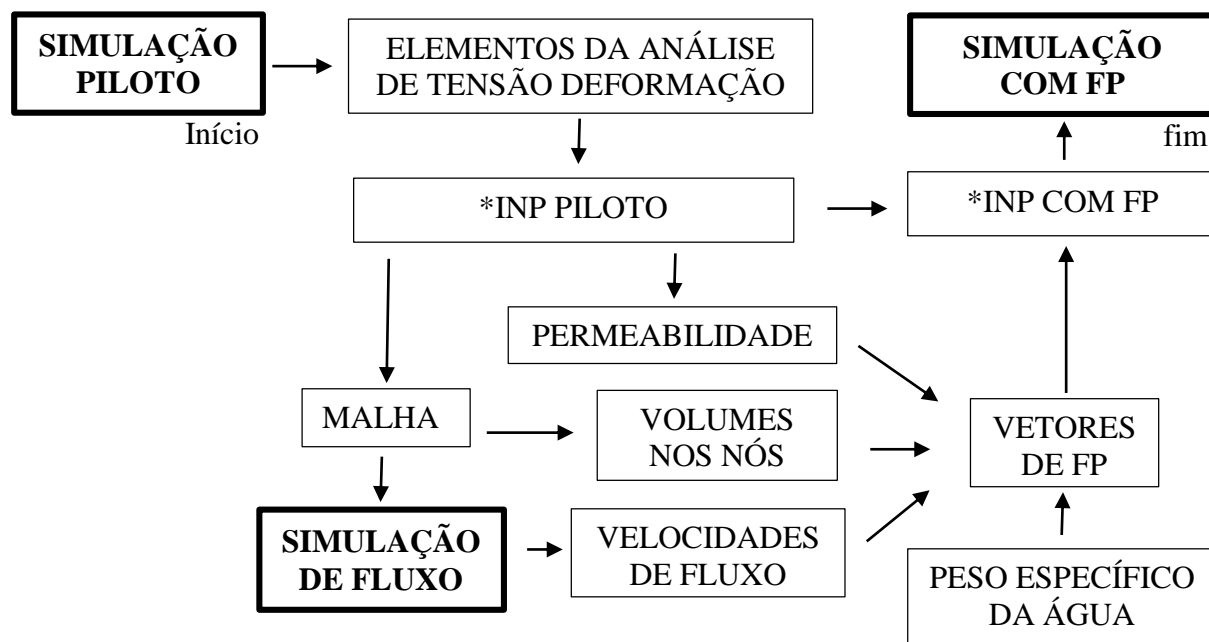 SIMULAÇÃO
PILOTO
Início
ELEMENTOS DA ANÁLISE
DE TENSÃO DEFORMAÇÃO
SIMULAÇÃO
COM FP
fim
*INP PILOTO
*INP COM FP
PERMEABILIDADE
MALHA
VOLUMES
NOS NÓS
VETORES
DE FP
SIMULAÇÃO
DE FLUXO
VELOCIDADES
DE FLUXO
PESO ESPECÍFICO
DA ÁGUA